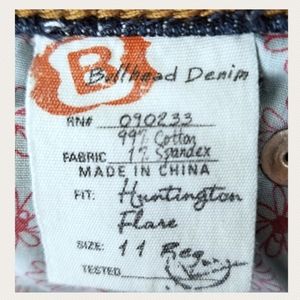 B
Bullhead Denim
RN# 090233
99% Cotton
FABRIC 1% Spandex
MADE IN CHINA
FIT: Huntington
Flare
SIZE: 11 Reg
TESTED